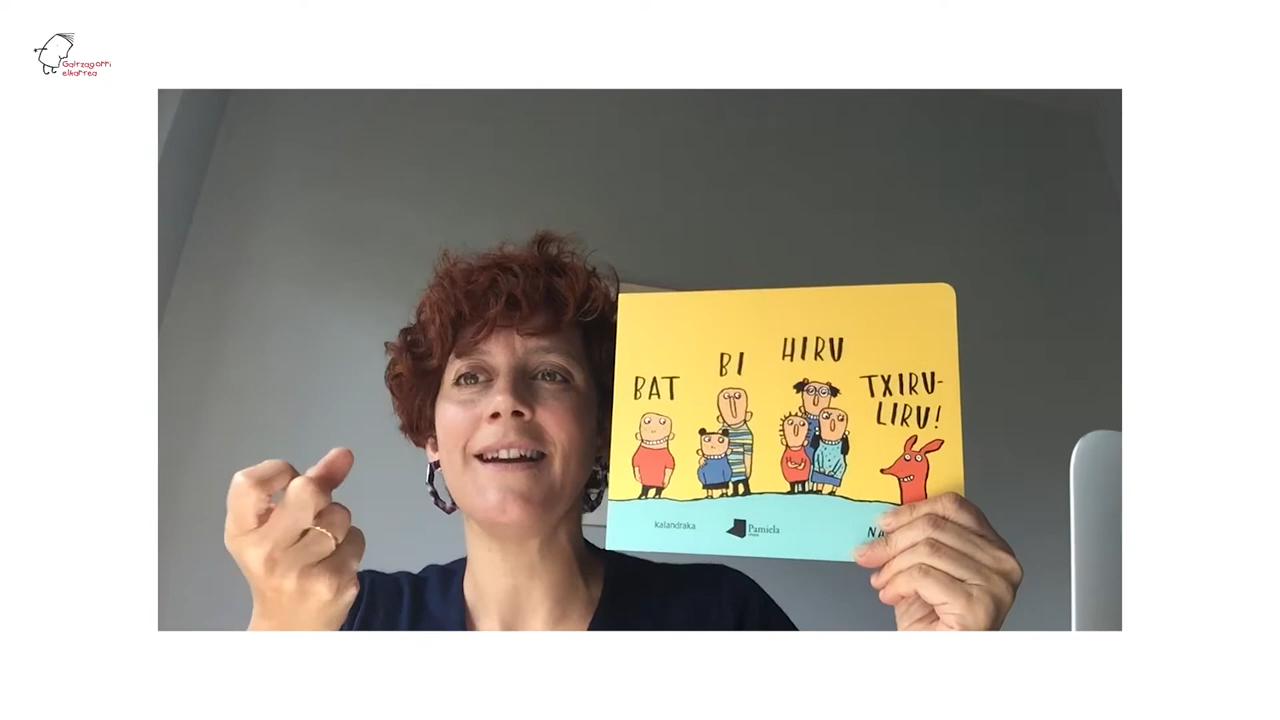 Galtzagorri
elkartea
BAT
BI
HIRU
TXIRU-
LIRU!
kalandraka
Pamiela